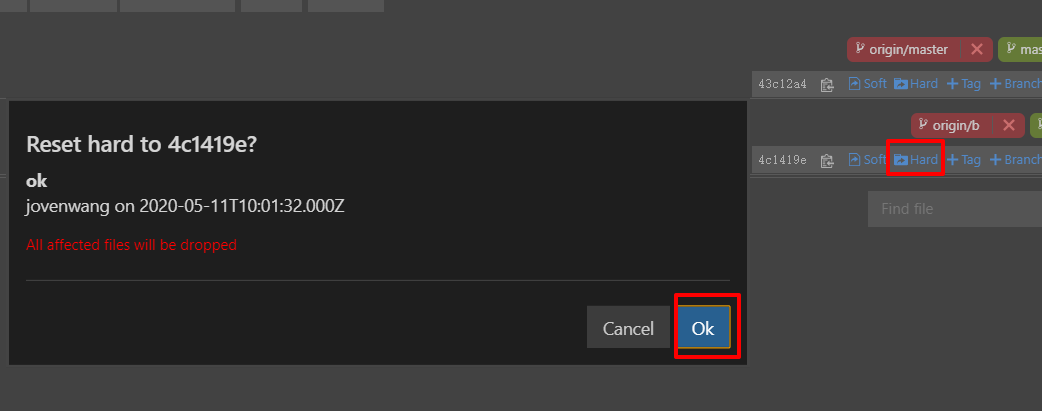 origin/master
mas
43c12a4 Soft Hard Tag Branch
origin/b
4c1419e Soft Hard Tag Branch
Find file
Reset hard to 4c1419e?
ok
jovenwang on 2020-05-11T10:01:32.000Z
All affected files will be dropped
Cancel
Ok